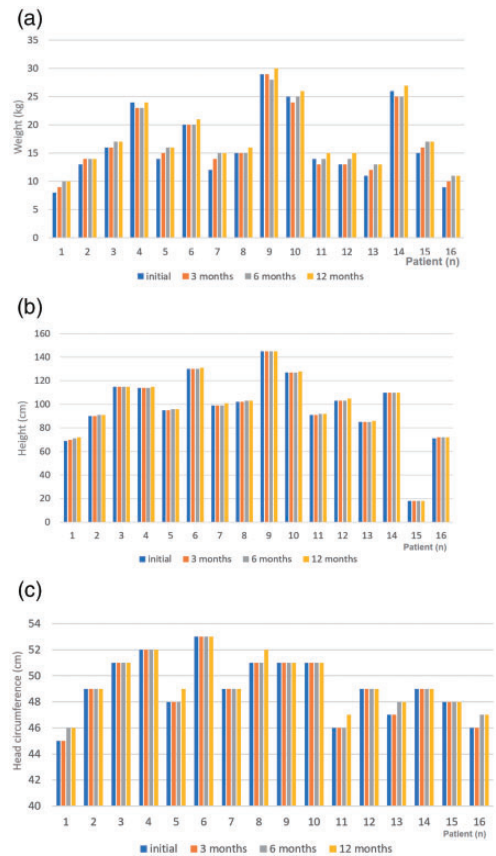 (a)
Weight (kg)
35
30
25
20
15
10
5
0
1 2 3 4 5 6 7 8 9 10 11 12 13 14 15 16
Patient (n)
initial 3 months 6 months 12 months
(b)
Height (cm)
160
140
120
100
80
60
40
20
0
1 2 3 4 5 6 7 8 9 10 11 12 13 14 15 16
Patient (n)
initial 3 months 6 months 12 months
(c)
Head circumference (cm)
54
52
50
48
46
44
42
40
1 2 3 4 5 6 7 8 9 10 11 12 13 14 15 16
Patient (n)
initial 3 months 6 months 12 months